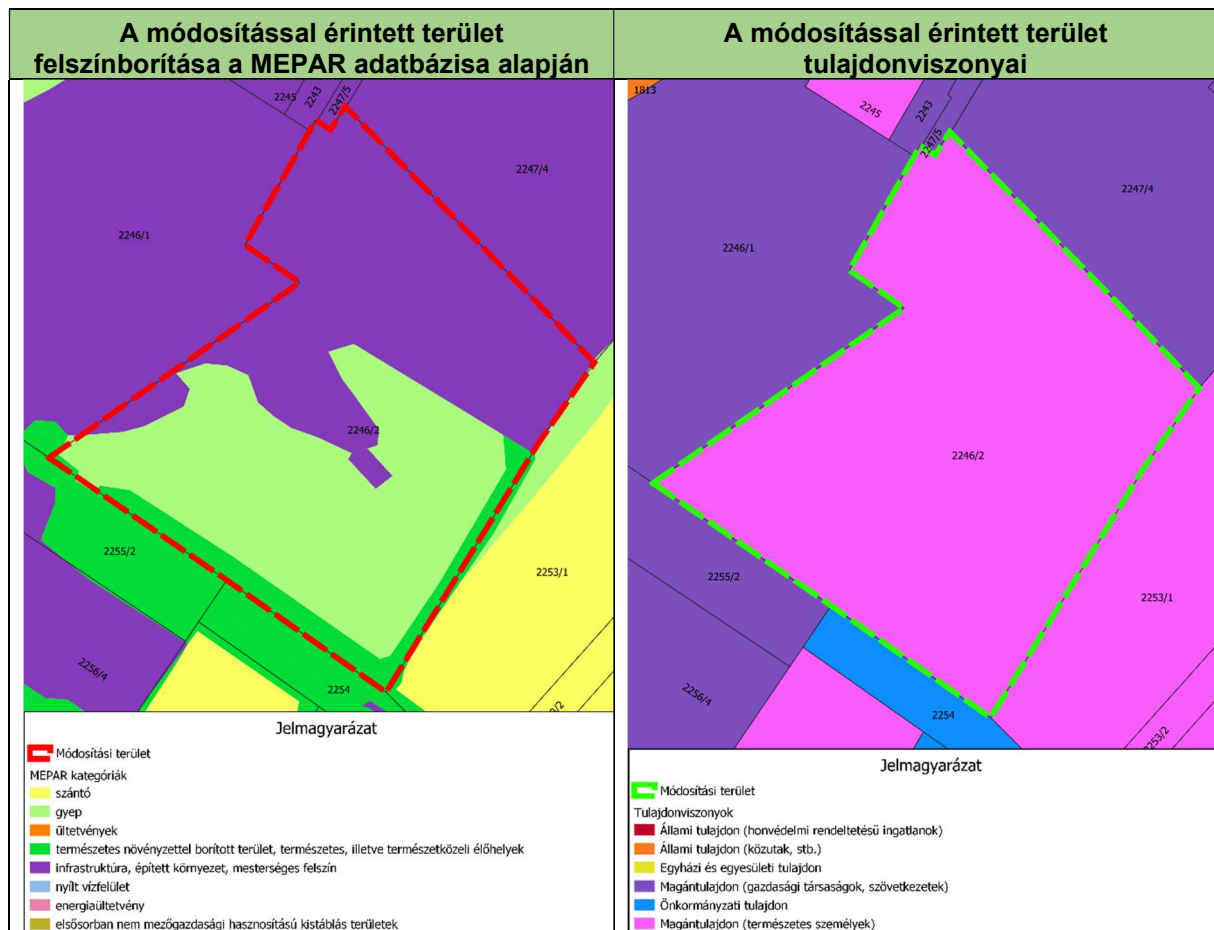 A módosítással érintett terület
felszínborítása a MEPAR adatbázisa alapján
2245
2243
2247/5
2247/4
2246/1
2246/2
2255/2
2253/1
2256/4
2254
Jelmagyarázat
Módosítási terület
MEPAR kategóriák
szántó
gyep
ültetvények
természetes növényzettel borított terület, természetes, illetve természetközeli élőhelyek
infrastruktúra, épített környezet, mesterséges felszín
nyílt vízfelület
energiaültetvény
elsősorban nem mezőgazdasági hasznosítású kistáblás területek
A módosítással érintett terület
tulajdonviszonyai
1813
2245
2243
2247/5
2247/4
2246/1
2246/2
2255/2
2253/1
2256/4
2254
2253/2
Jelmagyarázat
Módosítási terület
Tulajdonviszonyok
Állami tulajdon (honvédelmi rendeltetésű ingatlanok)
Állami tulajdon (közutak, stb.)
Egyházi és egyesületi tulajdon
Magántulajdon (gazdasági társaságok, szövetkezetek)
Önkormányzati tulajdon
Magántulajdon (természetes személyek)